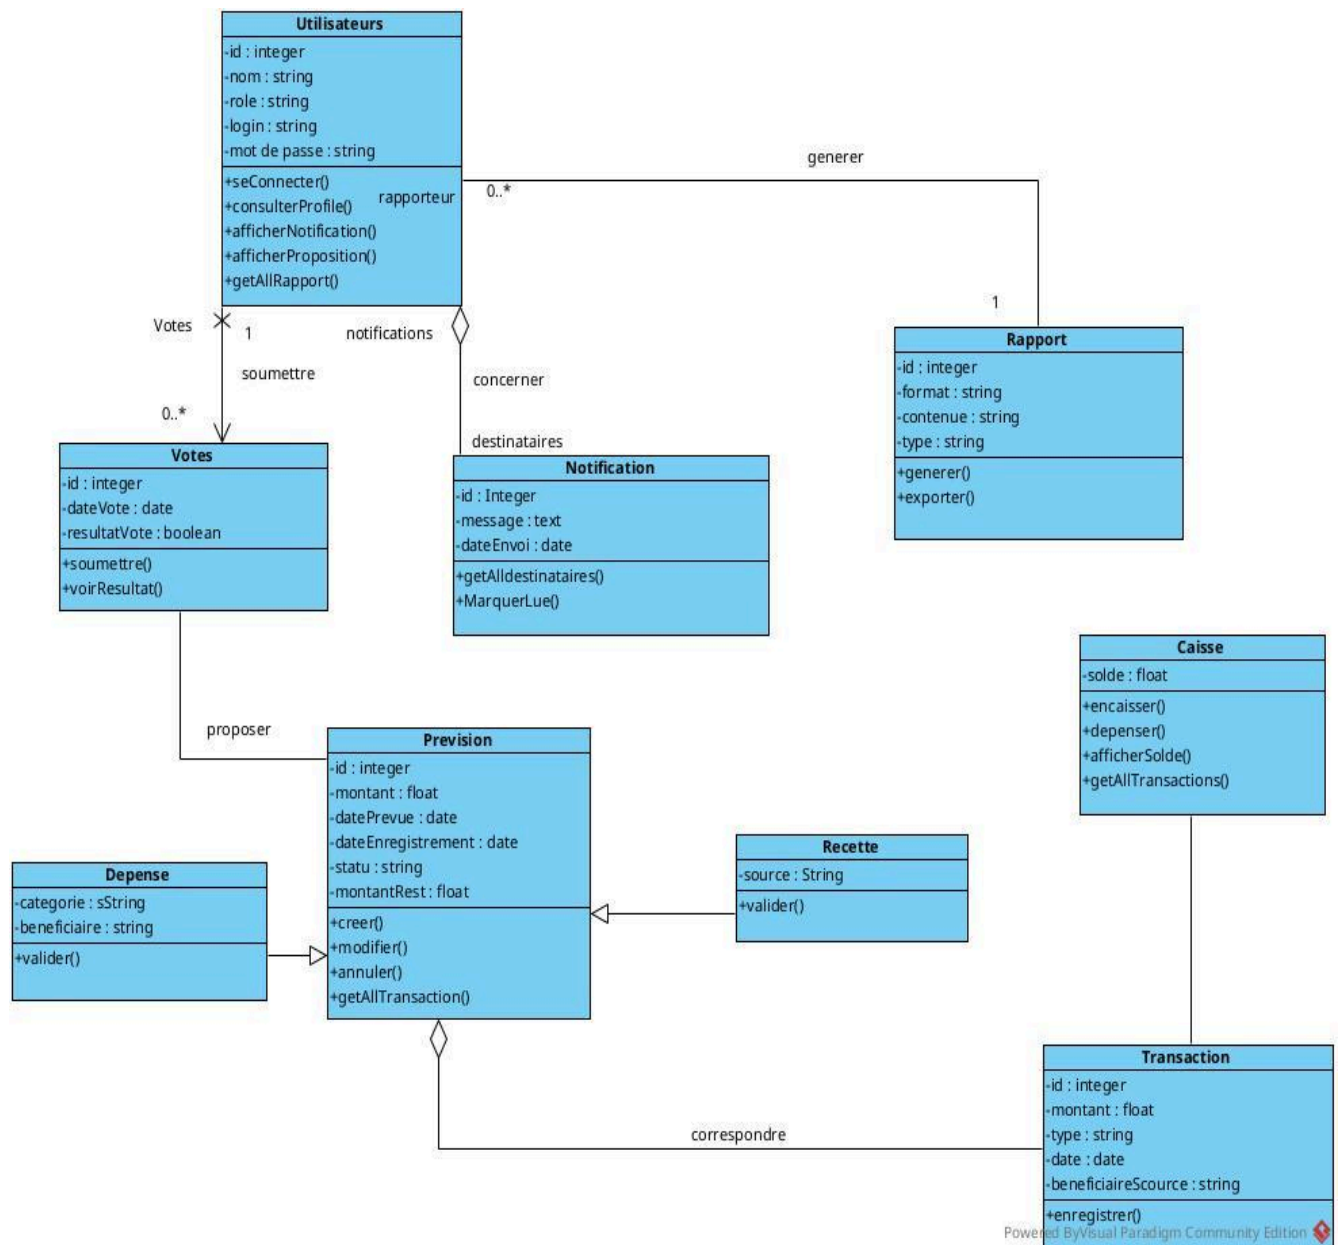 Utilisateurs
-id : integer
-nom : string
-role : string
-login : string
-mot de passe : string
+seConnecter()
+consulterProfile()
+afficherNotification()
+afficherProposition()
+getAllRapport()
rapporteur
0..*
generer
1
Rapport
-id : integer
-format : string
-contenue : string
-type : string
+generer()
+exporter()
Votes
1
soumettre
0..*
notifications
concerner
destinataires
Votes
-id : integer
-dateVote : date
-resultatVote : boolean
+soumettre()
+voirResultat()
Notification
-id : Integer
-message : text
-dateEnvoi : date
+getAlldestinataires()
+MarquerLue()
Caisse
-solde : float
+encaisser()
+depenser()
+afficherSolde()
+getAllTransactions()
proposer
Prevision
-id : integer
-montant : float
-datePrevue : date
-dateEnregistrement : date
-statu : string
-montantRest : float
+creer()
+modifier()
+annuler()
+getAllTransaction()
Depense
-categorie : sString
-beneficiaire : string
+valider()
Recette
-source : String
+valider()
correspondre
Transaction
-id : integer
-montant : float
-type : string
-date : date
-beneficiaireScource : string
+enregistrer()
Powered ByVisual Paradigm Community Edition